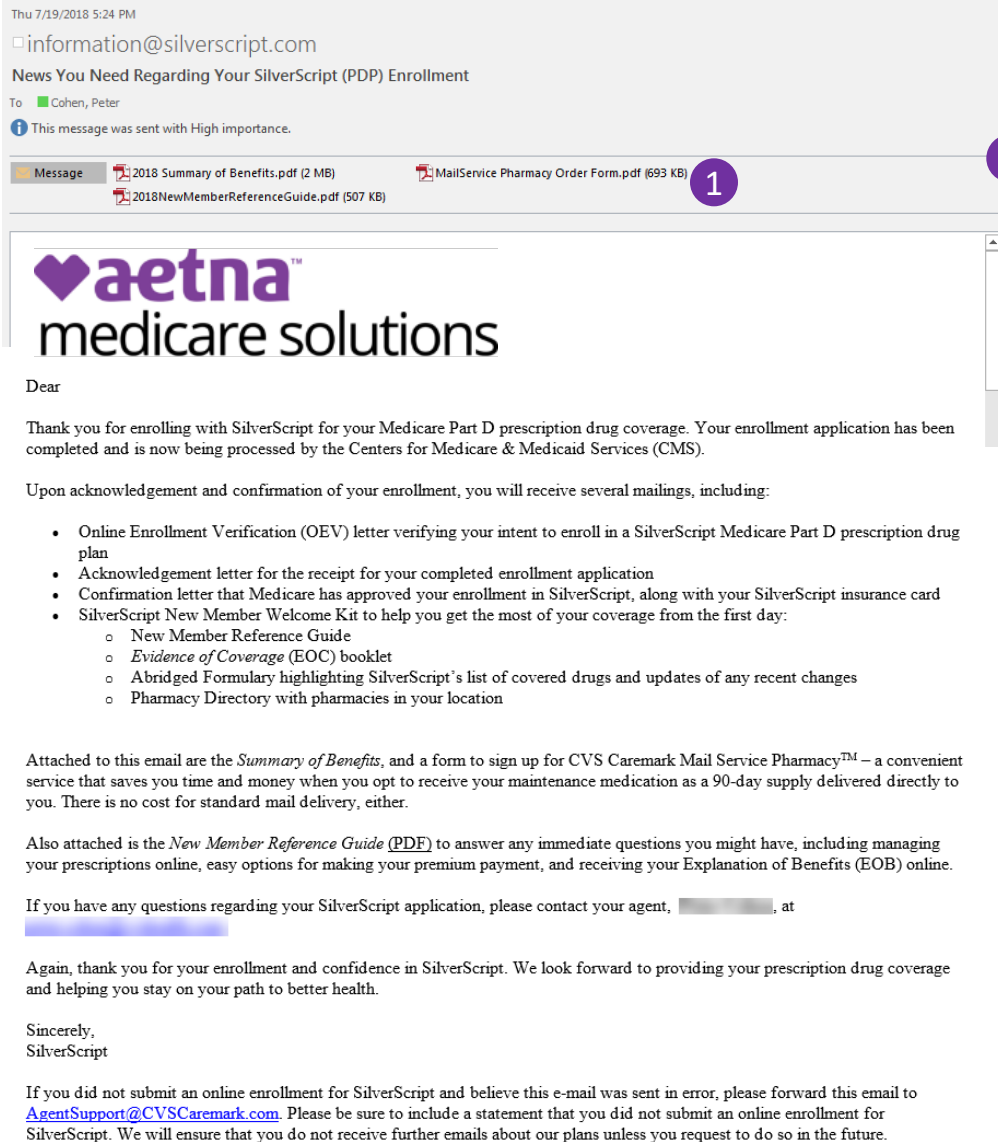 Thu 7/19/2018 5:24 PM
information@silverscript.com
News You Need Regarding Your SilverScript (PDP) Enrollment
To Cohen, Peter
This message was sent with High importance.
Message 2018 Summary of Benefits.pdf (2 MB) MailService Pharmacy Order Form.pdf (693 KB) 1
2018NewMemberReferenceGuide.pdf (507 KB)
aetna™
medicare solutions
Dear
Thank you for enrolling with SilverScript for your Medicare Part D prescription drug coverage. Your enrollment application has been
completed and is now being processed by the Centers for Medicare & Medicaid Services (CMS).
Upon acknowledgement and confirmation of your enrollment, you will receive several mailings, including:
• Online Enrollment Verification (OEV) letter verifying your intent to enroll in a SilverScript Medicare Part D prescription drug
plan
• Acknowledgement letter for the receipt for your completed enrollment application
• Confirmation letter that Medicare has approved your enrollment in SilverScript, along with your SilverScript insurance card
• SilverScript New Member Welcome Kit to help you get the most of your coverage from the first day:
o New Member Reference Guide
o Evidence of Coverage (EOC) booklet
o Abridged Formulary highlighting SilverScript's list of covered drugs and updates of any recent changes
o Pharmacy Directory with pharmacies in your location
Attached to this email are the Summary of Benefits, and a form to sign up for CVS Caremark Mail Service Pharmacy™ – a convenient
service that saves you time and money when you opt to receive your maintenance medication as a 90-day supply delivered directly to
you. There is no cost for standard mail delivery, either.
Also attached is the New Member Reference Guide (PDF) to answer any immediate questions you might have, including managing
your prescriptions online, easy options for making your premium payment, and receiving your Explanation of Benefits (EOB) online.
If you have any questions regarding your SilverScript application, please contact your agent, , at
Again, thank you for your enrollment and confidence in SilverScript. We look forward to providing your prescription drug coverage
and helping you stay on your path to better health.
Sincerely,
SilverScript
If you did not submit an online enrollment for SilverScript and believe this e-mail was sent in error, please forward this email to
AgentSupport@CVSCaremark.com. Please be sure to include a statement that you did not submit an online enrollment for
SilverScript. We will ensure that you do not receive further emails about our plans unless you request to do so in the future.